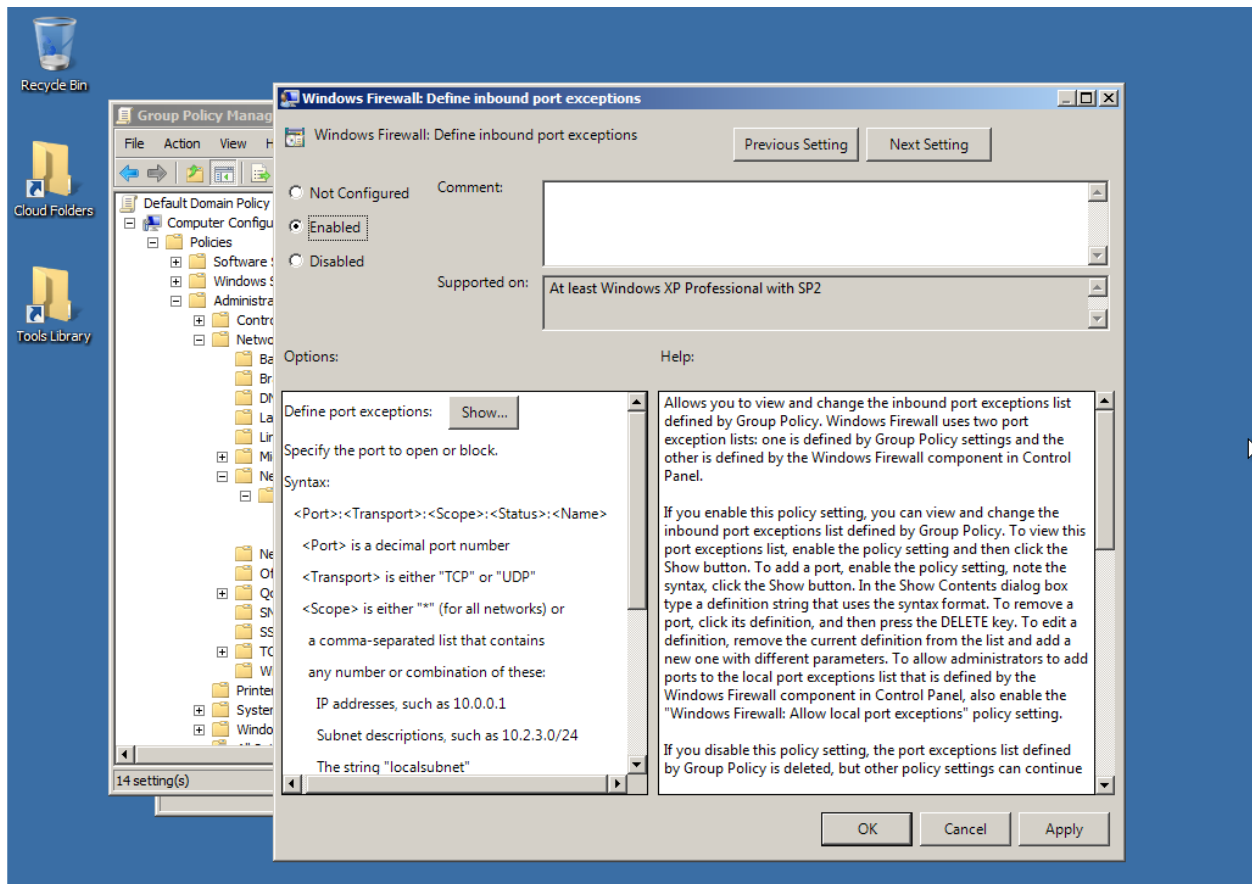 Recycle Bin
Cloud Folders
Tools Library
Group Policy Manag
File Action View H
Default Domain Policy
Computer Configu
Policies
Software S
Windows S
Administra
Contro
Netwo
Ba
Br
DN
La
Lin
Mi
Ne
Ne
Of
Qo
SN
SS
TC
Wi
Printer
System
Windo
14 setting(s)
Windows Firewall: Define inbound port exceptions
Windows Firewall: Define inbound port exceptions
Previous Setting
Next Setting
Not Configured
Enabled
Disabled
Comment:
Supported on:
At least Windows XP Professional with SP2
Options:
Help:
Define port exceptions: Show...
Specify the port to open or block.
Syntax:
<Port>:<Transport>:<Scope>:<Status>:<Name>
<Port> is a decimal port number
<Transport> is either "TCP" or "UDP"
<Scope> is either "*" (for all networks) or
a comma-separated list that contains
any number or combination of these:
IP addresses, such as 10.0.0.1
Subnet descriptions, such as 10.2.3.0/24
The string "localsubnet"
Allows you to view and change the inbound port exceptions list
defined by Group Policy. Windows Firewall uses two port
exception lists: one is defined by Group Policy settings and the
other is defined by the Windows Firewall component in Control
Panel.
If you enable this policy setting, you can view and change the
inbound port exceptions list defined by Group Policy. To view this
port exceptions list, enable the policy setting and then click the
Show button. To add a port, enable the policy setting, note the
syntax, click the Show button. In the Show Contents dialog box
type a definition string that uses the syntax format. To remove a
port, click its definition, and then press the DELETE key. To edit a
definition, remove the current definition from the list and add a
new one with different parameters. To allow administrators to add
ports to the local port exceptions list that is defined by the
Windows Firewall component in Control Panel, also enable the
"Windows Firewall: Allow local port exceptions" policy setting.
If you disable this policy setting, the port exceptions list defined
by Group Policy is deleted, but other policy settings can continue
OK
Cancel
Apply